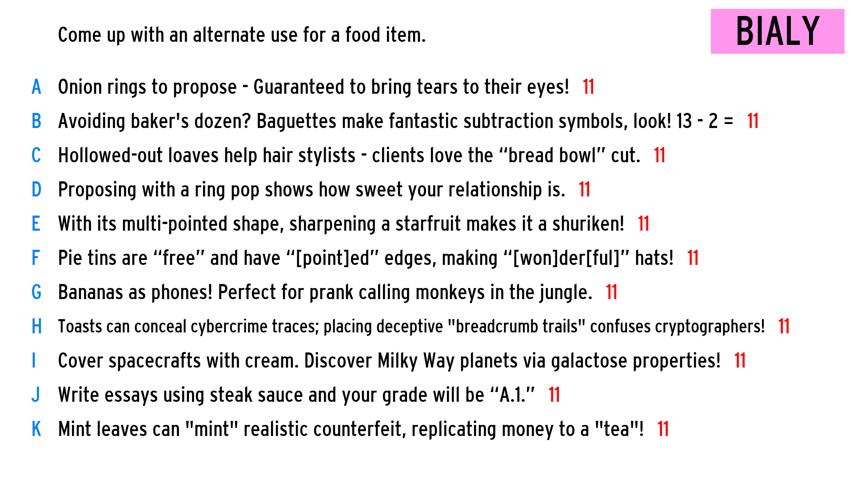 Come up with an alternate use for a food item.
BIALY
A Onion rings to propose - Guaranteed to bring tears to their eyes! 11
B Avoiding baker's dozen? Baguettes make fantastic subtraction symbols, look! 13 - 2 = 11
C Hollowed-out loaves help hair stylists - clients love the “bread bowl” cut. 11
D Proposing with a ring pop shows how sweet your relationship is. 11
E With its multi-pointed shape, sharpening a starfruit makes it a shuriken! 11
F Pie tins are “free” and have “[point]ed” edges, making “[won]der[ful]” hats! 11
G Bananas as phones! Perfect for prank calling monkeys in the jungle. 11
H Toasts can conceal cybercrime traces; placing deceptive "breadcrumb trails" confuses cryptographers! 11
I Cover spacecrafts with cream. Discover Milky Way planets via galactose properties! 11
J Write essays using steak sauce and your grade will be “A.1.” 11
K Mint leaves can "mint" realistic counterfeit, replicating money to a "tea"! 11